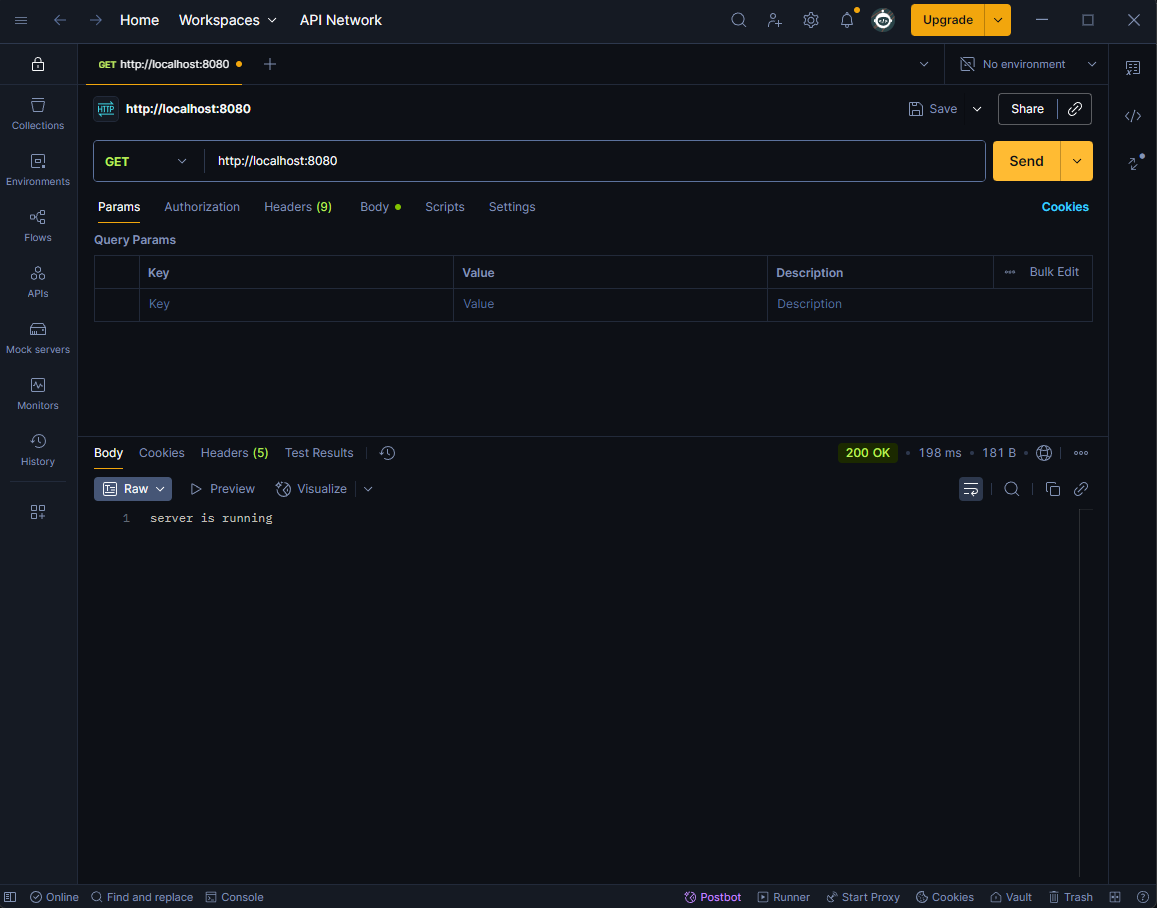 Home Workspaces API Network Upgrade
GET http://localhost:8080 No environment
HTTP http://localhost:8080 Save Share
GET http://localhost:8080 Send
Params Authorization Headers (9) Body Scripts Settings Cookies
Query Params
Key Value Description Bulk Edit
Key Value Description
Collections
Environments
Flows
APIs
Mock servers
Monitors
History
Body Cookies Headers (5) Test Results 200 OK 198 ms 181 B
Raw Preview Visualize
1 server is running
Online Find and replace Console Postbot Runner Start Proxy Cookies Vault Trash